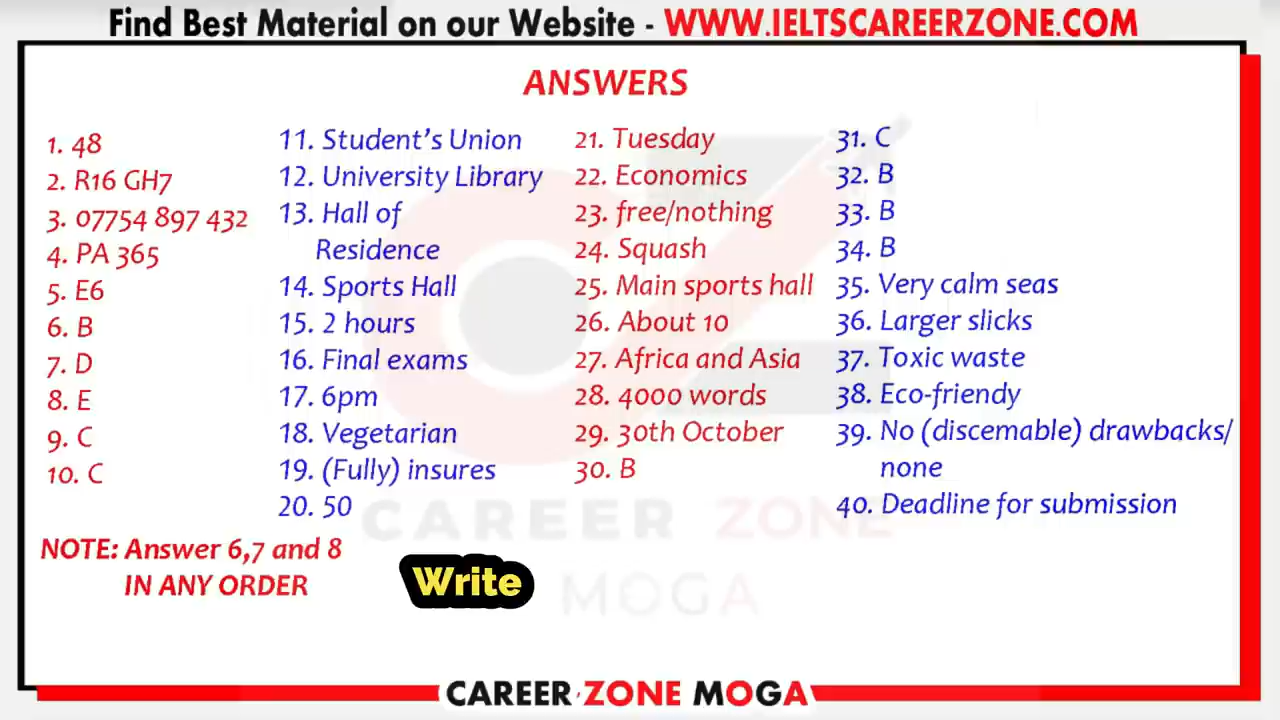 Find Best Material on our Website - WWW.IELTSCAREERZONE.COM
ANSWERS
1. 48
2. R16 GH7
3. 07754 897 432
4. PA 365
5. E6
6. B
7. D
8. E
9. C
10. C
NOTE: Answer 6,7 and 8
IN ANY ORDER
11. Student's Union
12. University Library
13. Hall of
Residence
14. Sports Hall
15. 2 hours
16. Final exams
17. 6pm
18. Vegetarian
19. (Fully) insures
20. 50
21. Tuesday
22. Economics
23. free/nothing
24. Squash
25. Main sports hall
26. About 10
27. Africa and Asia
28. 4000 words
29. 30th October
30. B
31. C
32. B
33. B
34. B
35. Very calm seas
36. Larger slicks
37. Toxic waste
38. Eco-friendy
39. No (discemable) drawbacks/
none
40. Deadline for submission
CAREER ZONE
MOGA
Write
CAREER ZONE MOGA